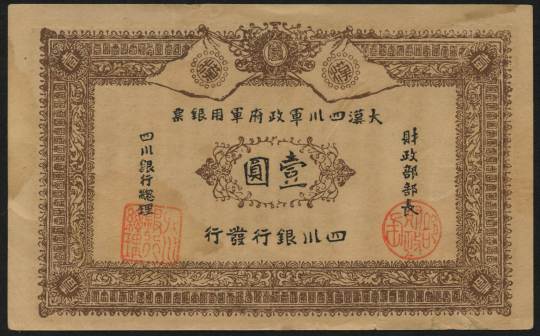 大漢四川軍政府軍用銀票
財政部部長
壹圓
四川銀行總理
四川銀行發行